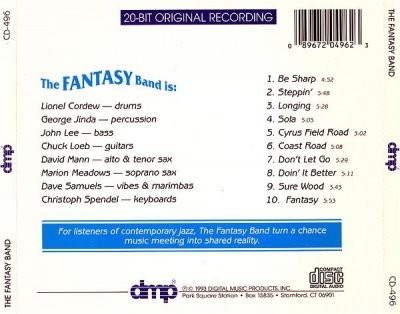 20-BIT ORIGINAL RECORDING
CD-496
THE FANTASY BAND
0 89672 04962 3
The FANTASY Band is:
Lionel Cordew — drums
George Jinda — percussion
John Lee — bass
Chuck Loeb — guitars
David Mann — alto & tenor sax
Marion Meadows — soprano sax
Dave Samuels — vibes & marimbas
Christoph Spendel — keyboards
1. Be Sharp 4:52
2. Steppin' 5:48
3. Longing 5:28
4. Sola 5:05
5. Cyrus Field Road 5:02
6. Coast Road 5:08
7. Don't Let Go 5:29
8. Doin' It Better 5:11
9. Sure Wood 5:43
10. Fantasy 5:53
dmp
dmp
For listeners of contemporary jazz, The Fantasy Band turn a chance
music meeting into shared reality.
dmp®
℗© 1993 DIGITAL MUSIC PRODUCTS, INC.
Park Square Station • Box 15835 • Stamford, CT 06901
COMPACT
disc
DIGITAL AUDIO
THE FANTASY BAND
CD-496